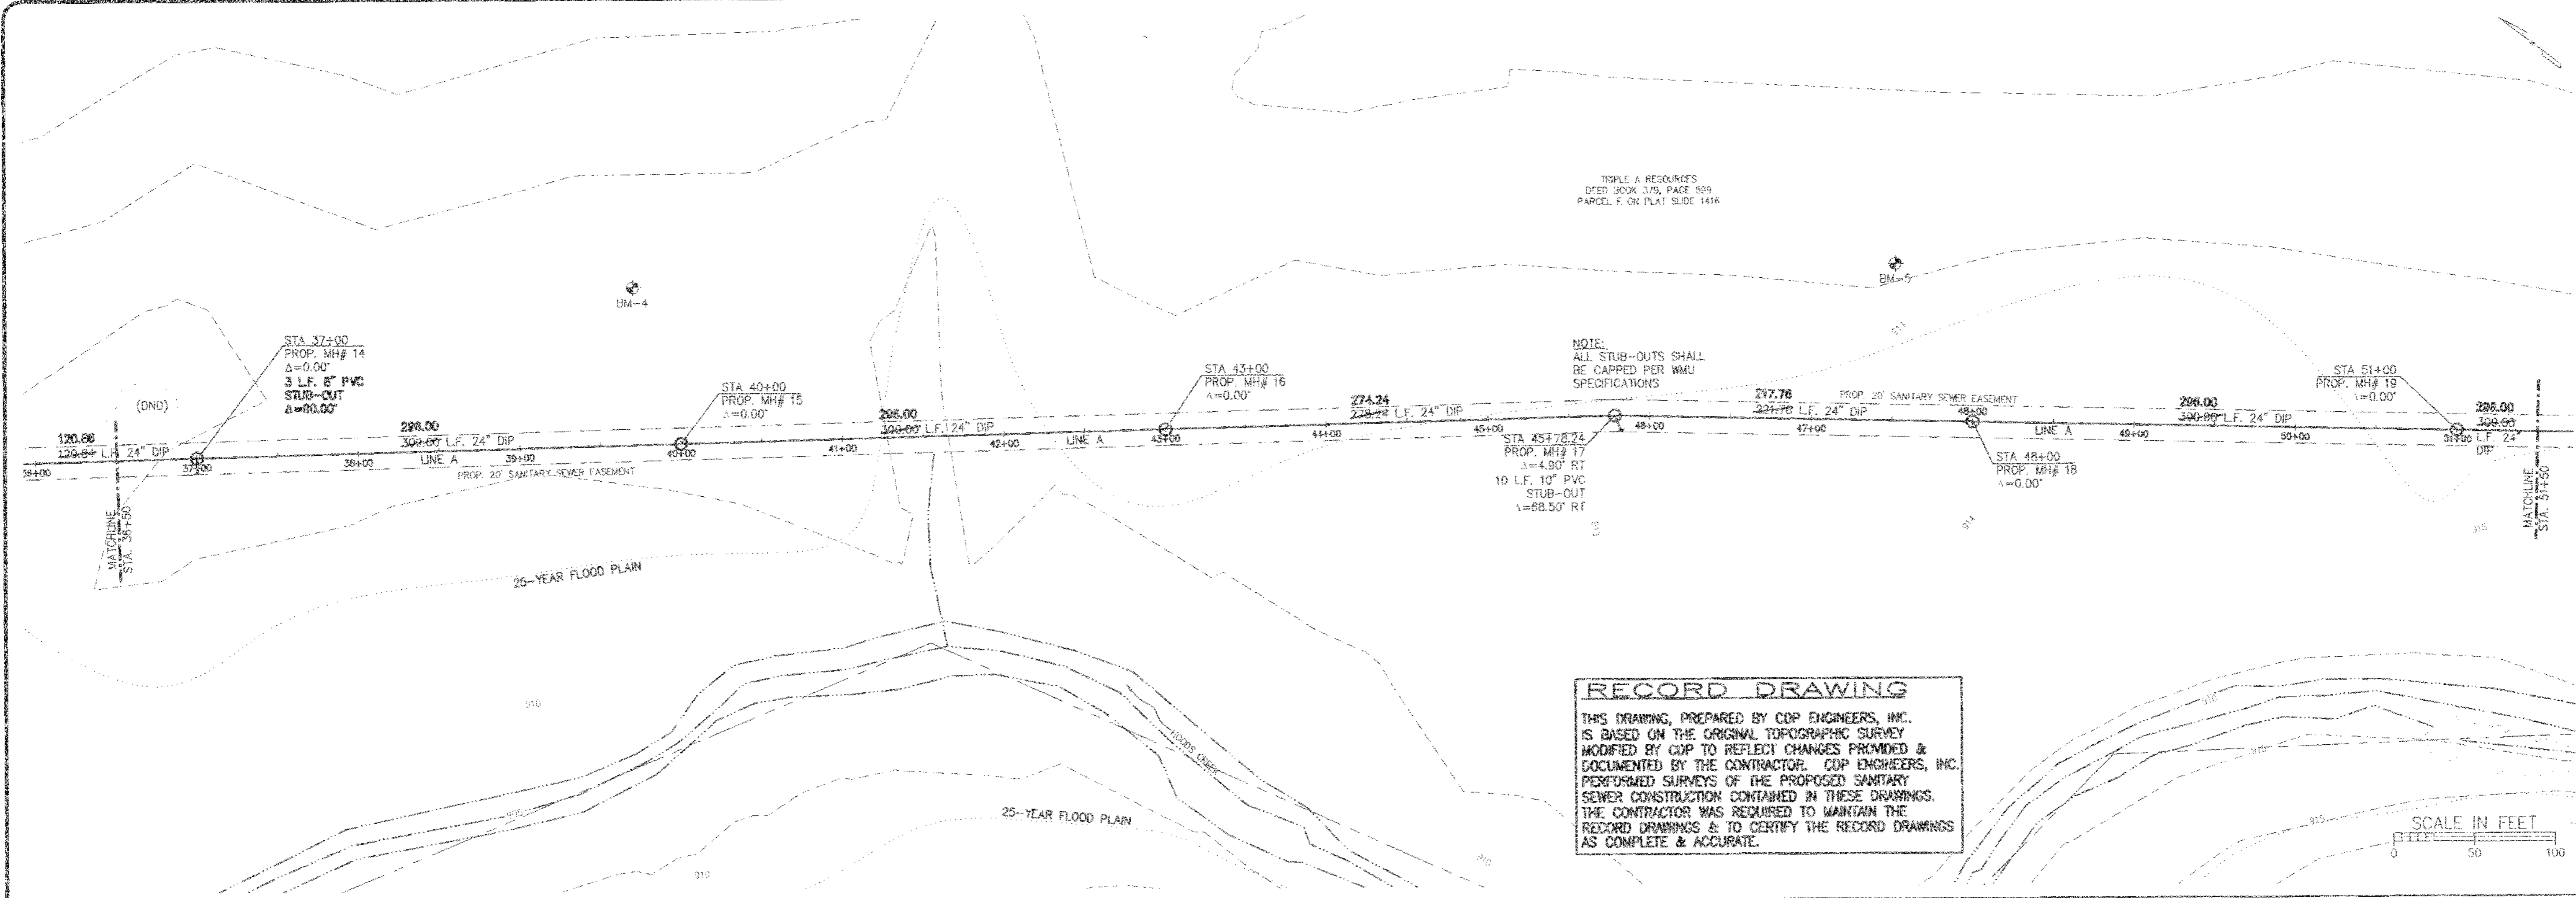 TRIPLE A RESOURCES
DEED BOOK 379, PAGE 599
PARCEL F ON PLAT SLIDE 1416
BM-4
BM-5
911
STA 37+00
PROP. MH# 14
Δ=0.00°
3 L.F. 8" PVC
STUB-OUT
Δ=90.00°
(DND)
STA 40+00
PROP. MH# 15
Δ=0.00°
STA 43+00
PROP. MH# 16
Δ=0.00°
NOTE:
ALL STUB-OUTS SHALL
BE CAPPED PER WMU
SPECIFICATIONS
STA 51+00
PROP. MH# 19
Δ=0.00°
120.86
L.F. 24" DIP
296.00
300.00 L.F. 24" DIP
296.00
300.00 L.F. 24" DIP
274.24
278.24 L.F. 24" DIP
217.76
221.76 L.F. 24" DIP
PROP. 20' SANITARY SEWER EASEMENT
296.00
300.00 L.F. 24" DIP
296.00
300.00
L.F. 24"
DIP
36+00
37+00
38+00
LINE A
39+00
40+00
41+00
42+00
LINE A
43+00
44+00
45+00
46+00
47+00
48+00
LINE A
49+00
50+00
51+00
PROP. 20' SANITARY SEWER EASEMENT
STA 45+78.24
PROP. MH# 17
Δ=4.90° RT
10 L.F. 10" PVC
STUB-OUT
Δ=68.50° RT
STA 48+00
PROP. MH# 18
Δ=0.00°
MATCHLINE
STA. 36+50
MATCHLINE
STA. 51+50
913
914
915
25-YEAR FLOOD PLAIN
910
HOODS CREEK
25-YEAR FLOOD PLAIN
910
910
910
910
915
RECORD DRAWING
THIS DRAWING, PREPARED BY CDP ENGINEERS, INC.
IS BASED ON THE ORIGINAL TOPOGRAPHIC SURVEY
MODIFIED BY CDP TO REFLECT CHANGES PROVIDED &
DOCUMENTED BY THE CONTRACTOR. CDP ENGINEERS, INC.
PERFORMED SURVEYS OF THE PROPOSED SANITARY
SEWER CONSTRUCTION CONTAINED IN THESE DRAWINGS.
THE CONTRACTOR WAS REQUIRED TO MAINTAIN THE
RECORD DRAWINGS & TO CERTIFY THE RECORD DRAWINGS
AS COMPLETE & ACCURATE.
SCALE IN FEET
0 50 100